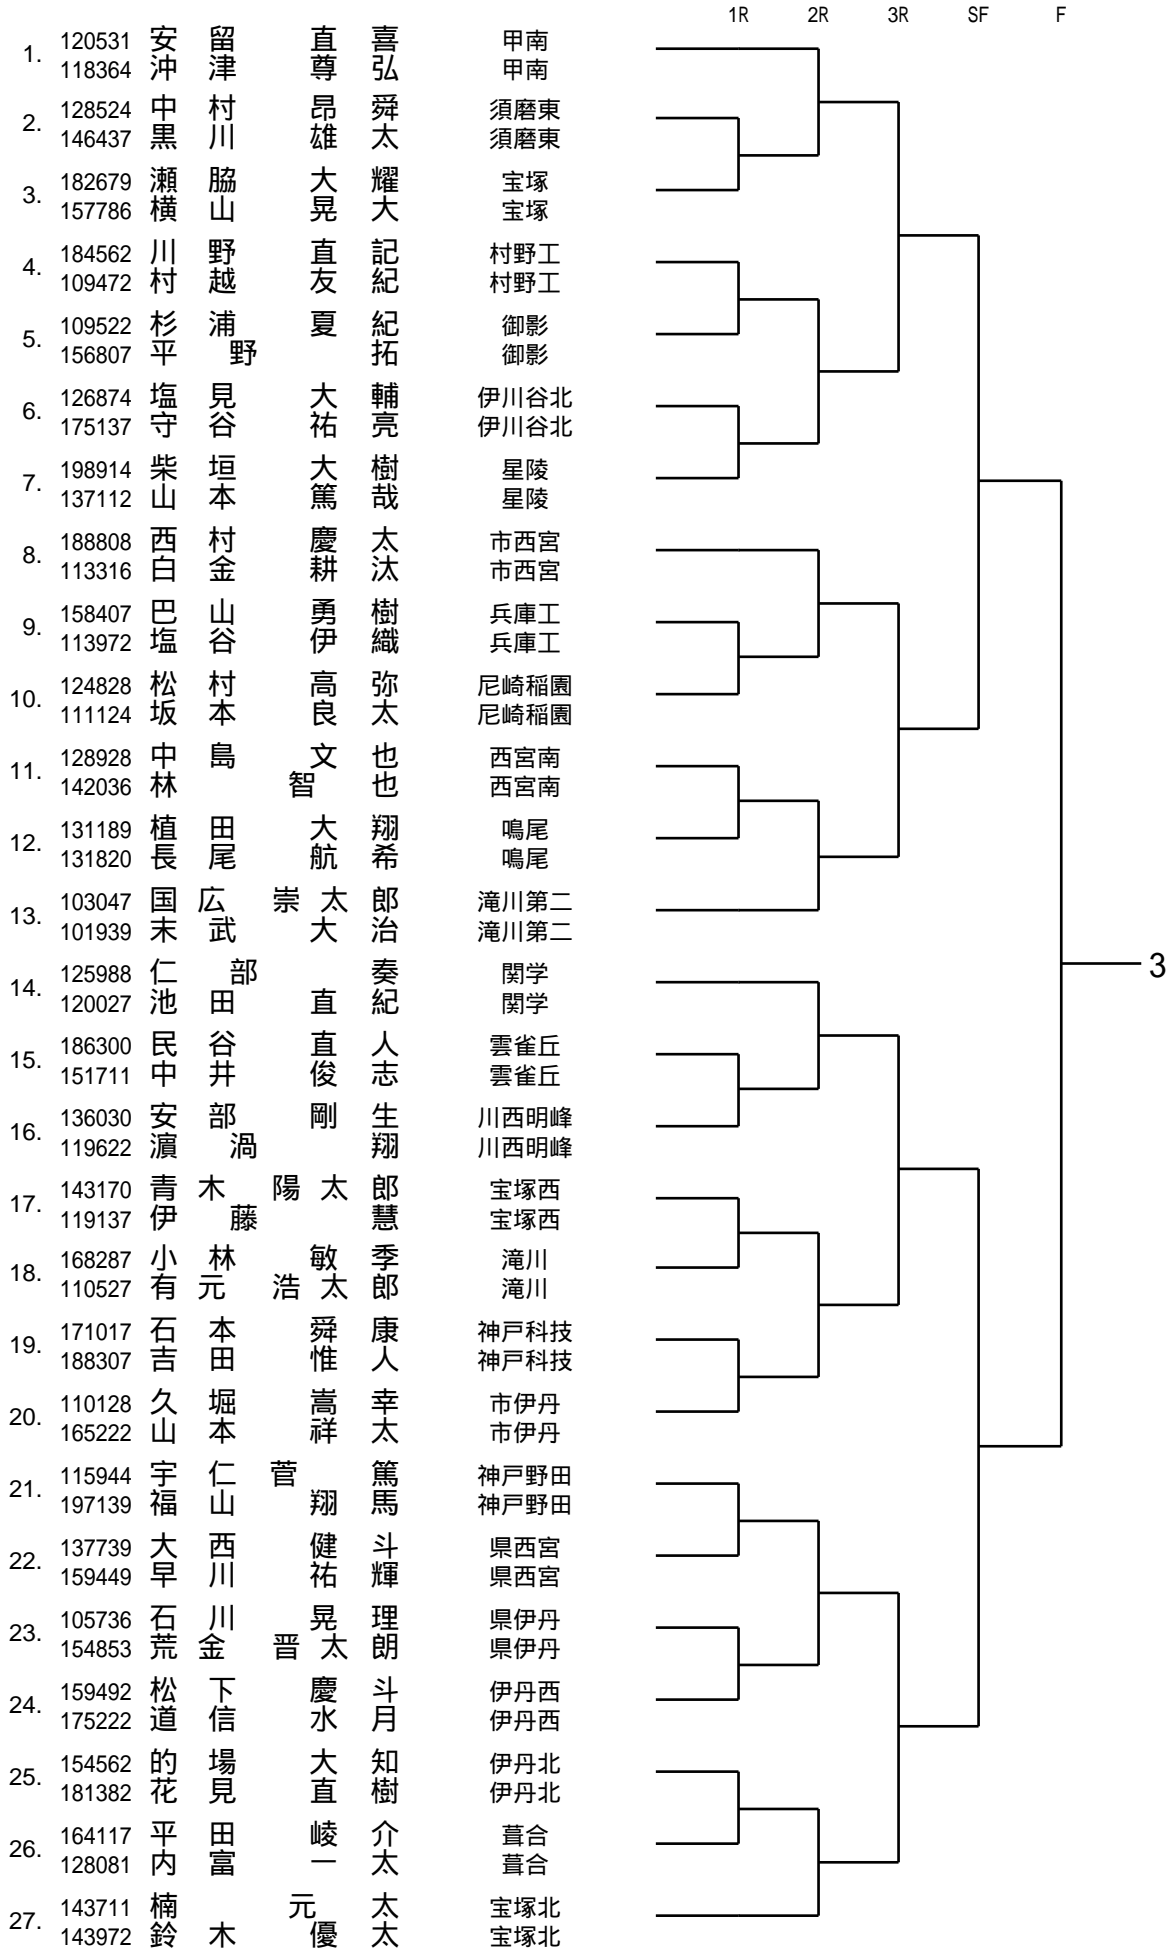 1R 2R 3R SF F
1. 120531 安留 直喜 甲南
118364 沖津 尊弘 甲南
2. 128524 中村 昂舜 須磨東
146437 黒川 雄太 須磨東
3. 182679 瀬脇 大耀 宝塚
157786 横山 晃大 宝塚
4. 184562 川野 直記 村野工
109472 村越 友紀 村野工
5. 109522 杉浦 夏紀 御影
156807 平野 拓 御影
6. 126874 塩見 大輔 伊川谷北
175137 守谷 祐亮 伊川谷北
7. 198914 柴垣 大樹 星陵
137112 山本 篤哉 星陵
8. 188808 西村 慶太 市西宮
113316 白金 耕汰 市西宮
9. 158407 巴山 勇樹 兵庫工
113972 塩谷 伊織 兵庫工
10. 124828 松村 高弥 尼崎稲園
111124 坂本 良太 尼崎稲園
11. 128928 中島 文也 西宮南
142036 林 智也 西宮南
12. 131189 植田 大翔 鳴尾
131820 長尾 航希 鳴尾
13. 103047 国広 崇太郎 滝川第二
101939 末武 大治 滝川第二
3
14. 125988 仁部 奏 関学
120027 池田 直紀 関学
15. 186300 民谷 直人 雲雀丘
151711 中井 俊志 雲雀丘
16. 136030 安部 剛生 川西明峰
119622 濵渦 翔 川西明峰
17. 143170 青木 陽太郎 宝塚西
119137 伊藤 慧 宝塚西
18. 168287 小林 敏季 滝川
110527 有元 浩太郎 滝川
19. 171017 石本 舜康 神戸科技
188307 吉田 惟人 神戸科技
20. 110128 久堀 嵩幸 市伊丹
165222 山本 祥太 市伊丹
21. 115944 宇仁菅 篤 神戸野田
197139 福山 翔馬 神戸野田
22. 137739 大西 健斗 県西宮
159449 早川 祐輝 県西宮
23. 105736 石川 晃理 県伊丹
154853 荒金 晋太朗 県伊丹
24. 159492 松下 慶斗 伊丹西
175222 道信 水月 伊丹西
25. 154562 的場 大知 伊丹北
181382 花見 直樹 伊丹北
26. 164117 平田 崚介 葺合
128081 内富 一太 葺合
27. 143711 楠 元太 宝塚北
143972 鈴木 優太 宝塚北